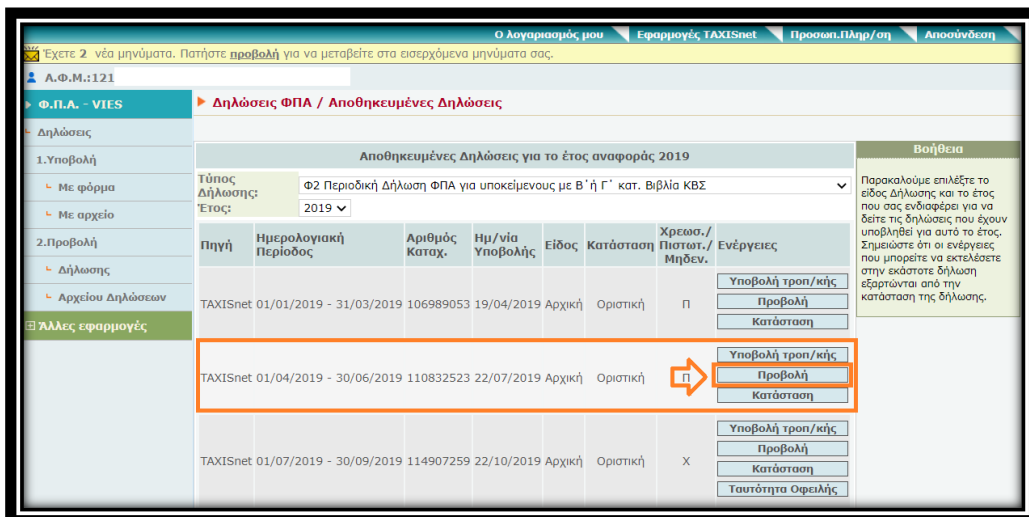 Ο λογαριασμός μου Εφαρμογές TAXISnet Προσωπ.Πληρ/ση Αποσύνδεση
Έχετε 2 νέα μηνύματα. Πατήστε προβολή για να μεταβείτε στα εισερχόμενα μηνύματα σας.
Α.Φ.Μ.:121
Φ.Π.Α. - VIES
Δηλώσεις
1.Υποβολή
Με φόρμα
Με αρχείο
2.Προβολή
Δήλωσης
Αρχείου Δηλώσεων
Άλλες εφαρμογές
Δηλώσεις ΦΠΑ / Αποθηκευμένες Δηλώσεις
Αποθηκευμένες Δηλώσεις για το έτος αναφοράς 2019
Τύπος Δήλωσης: Φ2 Περιοδική Δήλωση ΦΠΑ για υποκείμενους με Β΄ή Γ΄ κατ. Βιβλία ΚΒΣ
Έτος: 2019
Πηγή Ημερολογιακή Περίοδος Αριθμός Καταχ. Ημ/νία Υποβολής Είδος Κατάσταση Χρεωσ./ Πιστωτ./ Μηδεν. Ενέργειες
TAXISnet 01/01/2019 - 31/03/2019 106989053 19/04/2019 Αρχική Οριστική Π
Υποβολή τροπ/κής
Προβολή
Κατάσταση
TAXISnet 01/04/2019 - 30/06/2019 110832523 22/07/2019 Αρχική Οριστική Π
Υποβολή τροπ/κής
Προβολή
Κατάσταση
TAXISnet 01/07/2019 - 30/09/2019 114907259 22/10/2019 Αρχική Οριστική Χ
Υποβολή τροπ/κής
Προβολή
Κατάσταση
Ταυτότητα Οφειλής
Βοήθεια
Παρακαλούμε επιλέξτε το
είδος Δήλωσης και το έτος
που σας ενδιαφέρει για να
δείτε τις δηλώσεις που έχουν
υποβληθεί για αυτό το έτος.
Σημειώστε ότι οι ενέργειες
που μπορείτε να εκτελέσετε
στην εκάστοτε δήλωση
εξαρτώνται από την
κατάσταση της δήλωσης.